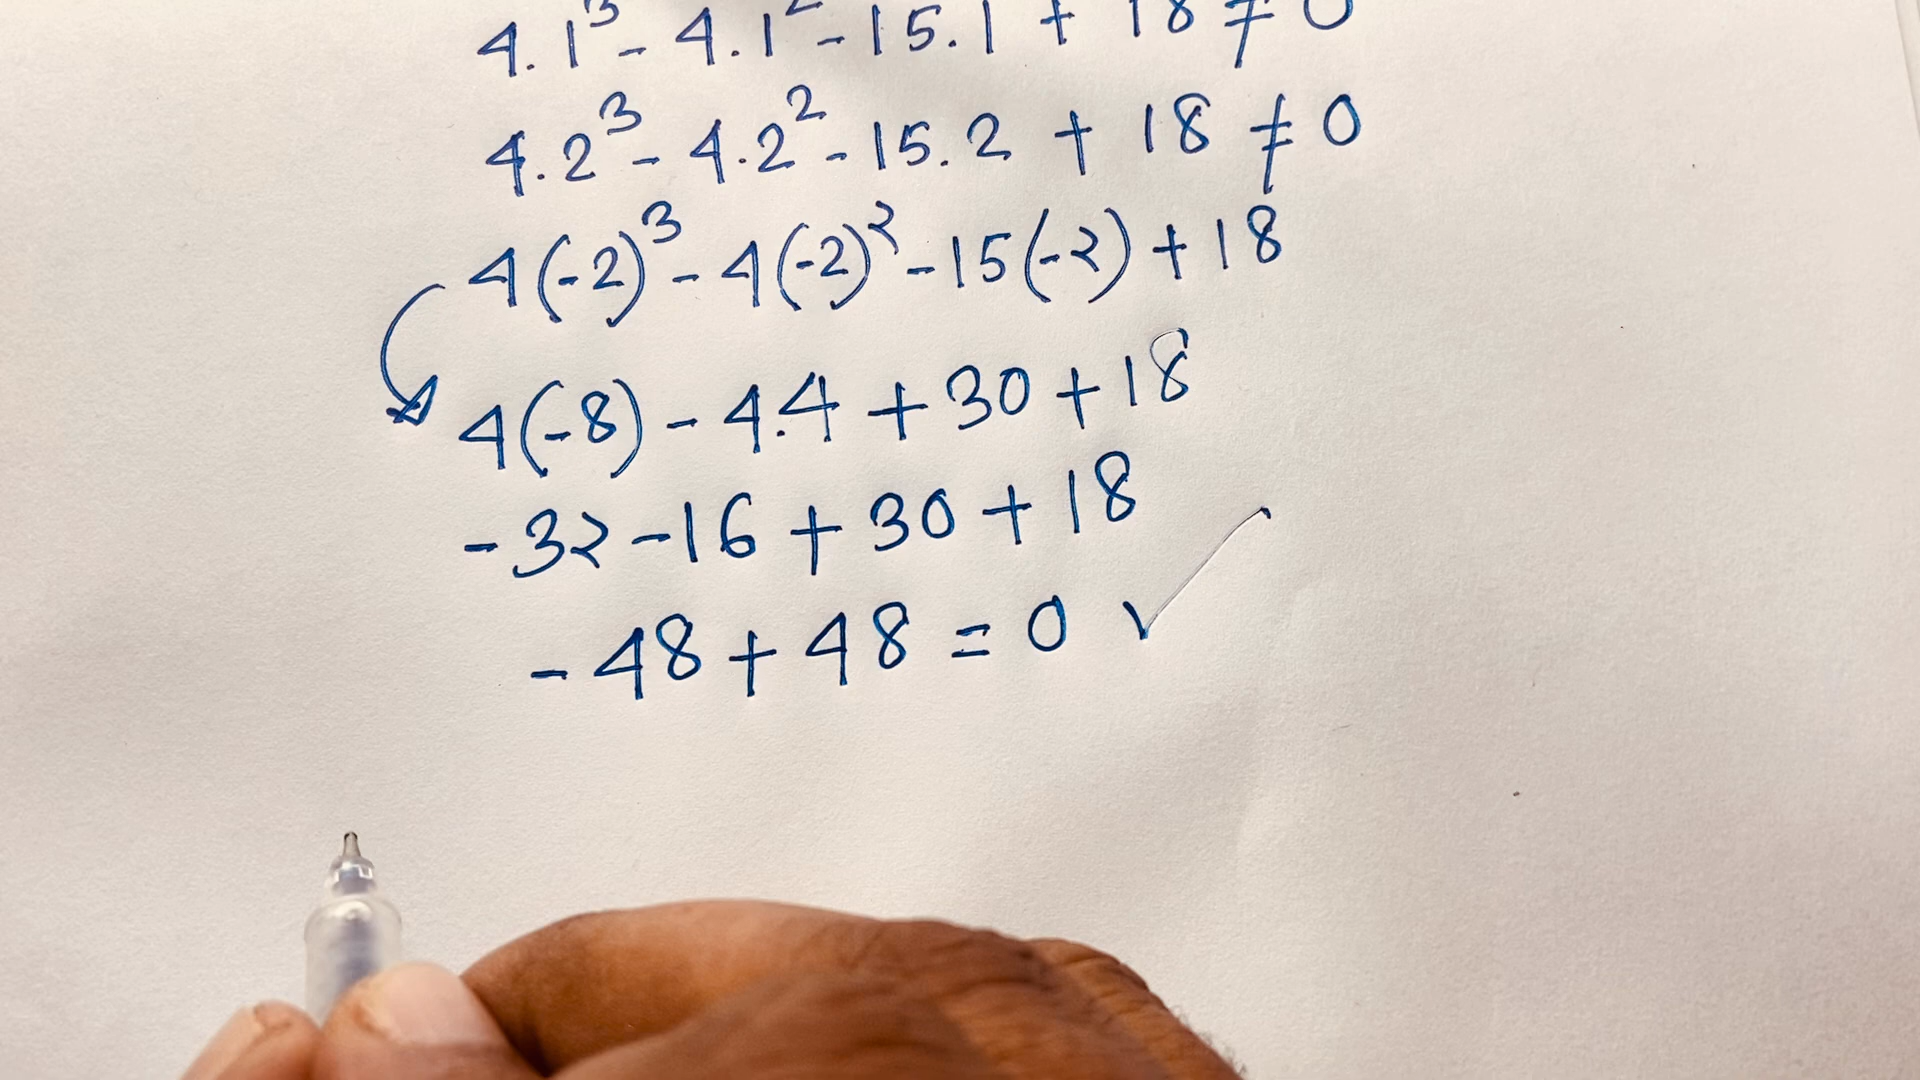 4.1³ - 4.1² - 15.1 + 18 ≠ 0
4.2³ - 4.2² - 15.2 + 18 ≠ 0
4(-2)³ - 4(-2)² - 15(-2) + 18
4(-8) - 4.4 + 30 + 18
-32 - 16 + 30 + 18
- 48 + 48 = 0 ✓